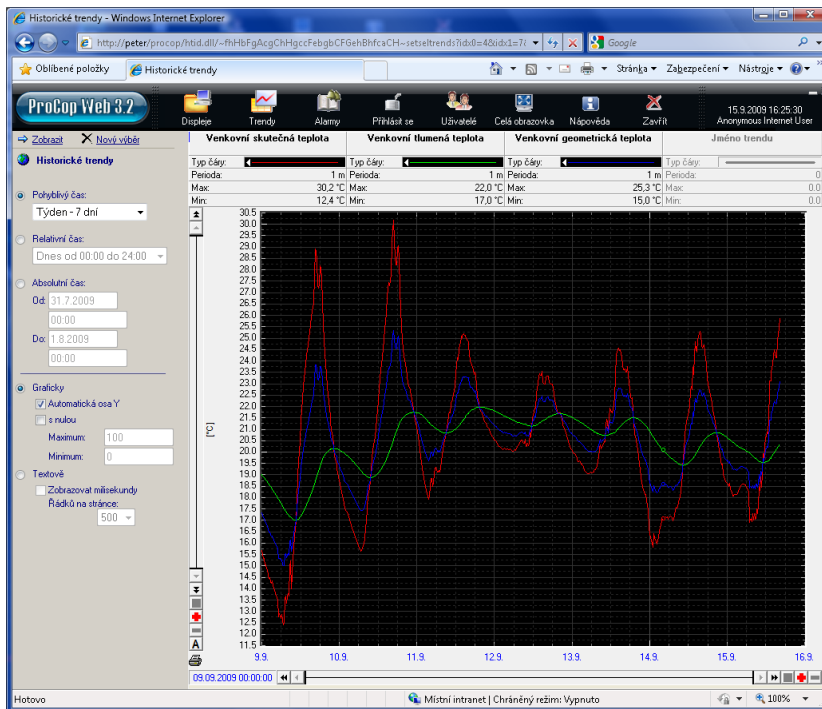 Historické trendy - Windows Internet Explorer
http://peter/procop/htid.dll/~fhHbFgAcgChHgccFebgbCFGehBhfcaCH~setseltrends?idx0=48idx1=7(
Google
Oblíbené položky
Historické trendy
Stránka
Zabezpečení
Nástroje
ProCop Web 3.2
Displeje
Trendy
Alarmy
Přihlásit se
Uživatelé
Celá obrazovka
Nápověda
Zavřít
15.9.2009 16:25:30
Anonymous Internet User
Zobrazit
Nový výběr
Historické trendy
Pohyblivý čas:
Týden - 7 dní
Relativní čas:
Dnes od 00:00 do 24:00
Absolutní čas:
Od: 31.7.2009
00:00
Do: 1.8.2009
00:00
Graficky
Automatická osa Y
s nulou
Maximum: 100
Minimum: 0
Textově
Zobrazovat milisekundy
Řádků na stránce:
500
Venkovní skutečná teplota Venkovní tlumená teplota Venkovní geometrická teplota Jméno trendu
Typ čáry: Typ čáry: Typ čáry: Typ čáry:
Perioda: 1 m Perioda: 1 m Perioda: 1 m Perioda: 0
Max: 30,2 °C Max: 22,0 °C Max: 25,3 °C Max: 0.0
Min: 12,4 °C Min: 17,0 °C Min: 15,0 °C Min: 0.0
30.5
30.0
29.5
29.0
28.5
28.0
27.5
27.0
26.5
26.0
25.5
25.0
24.5
24.0
23.5
23.0
22.5
22.0
21.5
21.0
20.5
20.0
19.5
19.0
18.5
18.0
17.5
17.0
16.5
16.0
15.5
15.0
14.5
14.0
13.5
13.0
12.5
12.0
11.5
[°C]
A
9.9. 10.9. 11.9. 12.9. 13.9. 14.9. 15.9. 16.9.
09.09.2009 00:00:00
Hotovo
Místní intranet | Chráněný režim: Vypnuto
100%